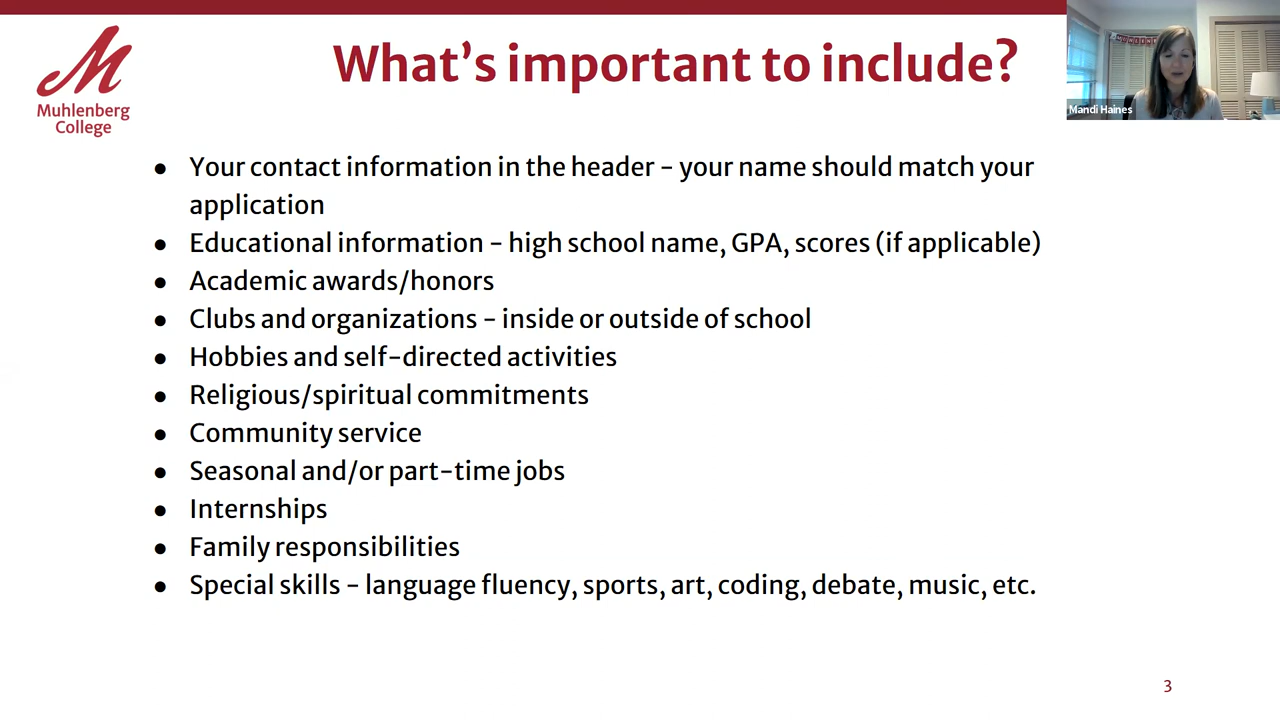 What's important to include?
M
Muhlenberg
College
Mandi Haines
● Your contact information in the header – your name should match your
application
● Educational information – high school name, GPA, scores (if applicable)
● Academic awards/honors
● Clubs and organizations – inside or outside of school
● Hobbies and self-directed activities
● Religious/spiritual commitments
● Community service
● Seasonal and/or part-time jobs
● Internships
● Family responsibilities
● Special skills – language fluency, sports, art, coding, debate, music, etc.
3